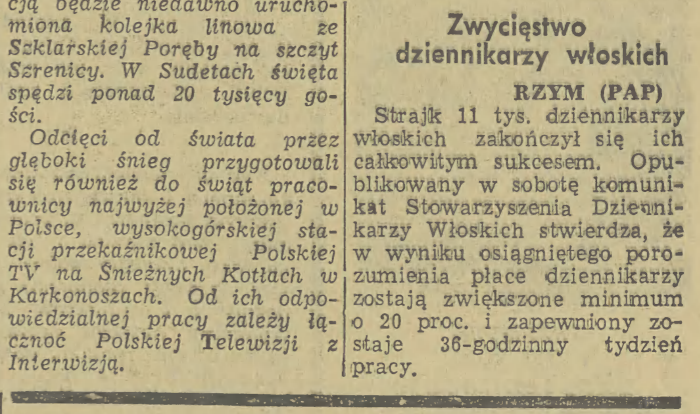 cją będzie niedawno urucho-
miona kolejka linowa ze
Szklarskiej Poręby na szczyt
Szrenicy. W Sudetach święta
spędzi ponad 20 tysięcy go-
ści.
Odcięci od świata przez
głęboki śnieg przygotowali
się również do świąt praco-
wnicy najwyżej położonej w
Polsce, wysokogórskiej sta-
cji przekaźnikowej Polskiej
TV na Śnieżnych Kotłach w
Karkonoszach. Od ich odpo-
wiedzialnej pracy zależy łą-
czność Polskiej Telewizji z
Interwizją.
Zwycięstwo
dziennikarzy włoskich
RZYM (PAP)
Strajk 11 tys. dziennikarzy
włoskich zakończył się ich
całkowitym sukcesem. Opu-
blikowany w sobotę komuni-
kat Stowarzyszenia Dzienni-
karzy Włoskich stwierdza, że
w wyniku osiągniętego poro-
zumienia płace dziennikarzy
zostają zwiększone minimum
o 20 proc. i zapewniony zo-
staje 36-godzinny tydzień
pracy.